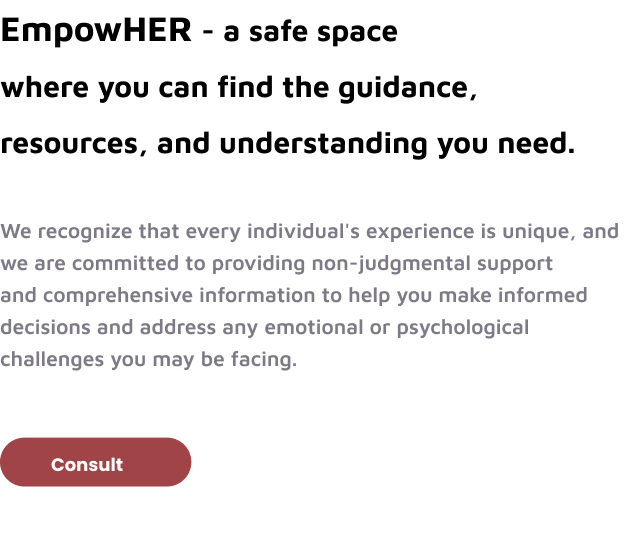 EmpowHER - a safe space
where you can find the guidance,
resources, and understanding you need.
We recognize that every individual's experience is unique, and
we are committed to providing non-judgmental support
and comprehensive information to help you make informed
decisions and address any emotional or psychological
challenges you may be facing.
Consult